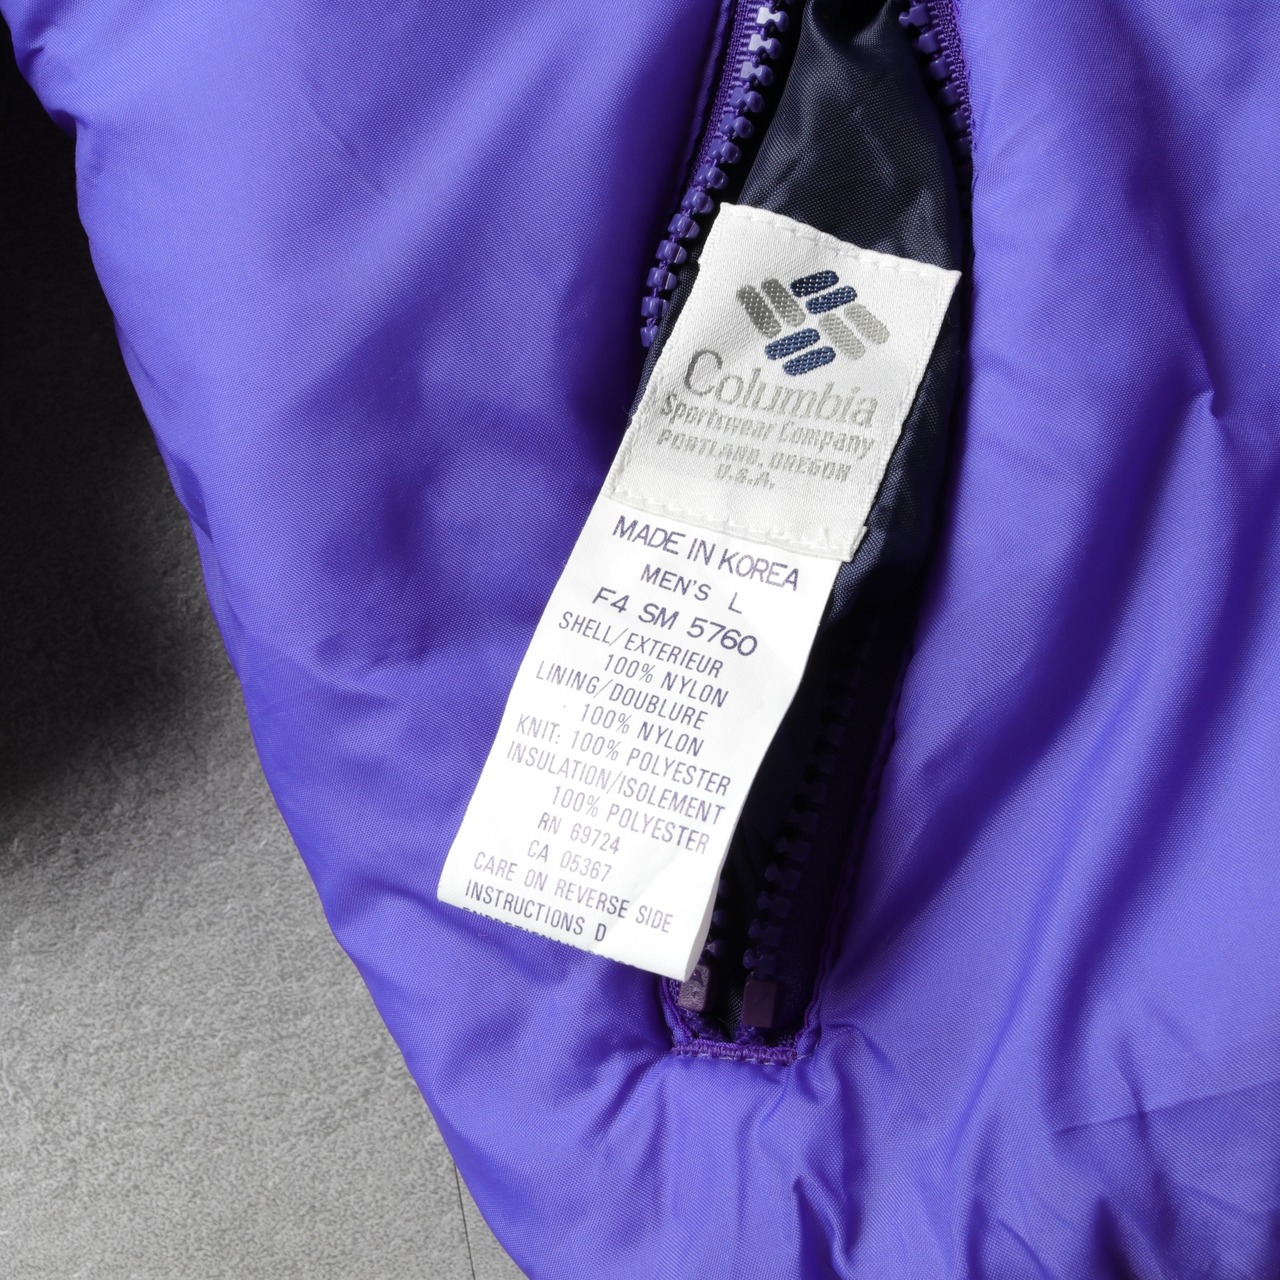 Columbia
Sportswear Company
PORTLAND, OREGON
U.S.A.
MADE IN KOREA
MEN'S L
F4 SM 5760
SHELL/EXTERIEUR
100% NYLON
LINING/DOUBLURE
100% NYLON
KNIT: 100% POLYESTER
INSULATION/ISOLEMENT
100% POLYESTER
RN 69724
CA 05367
CARE ON REVERSE SIDE
INSTRUCTIONS D